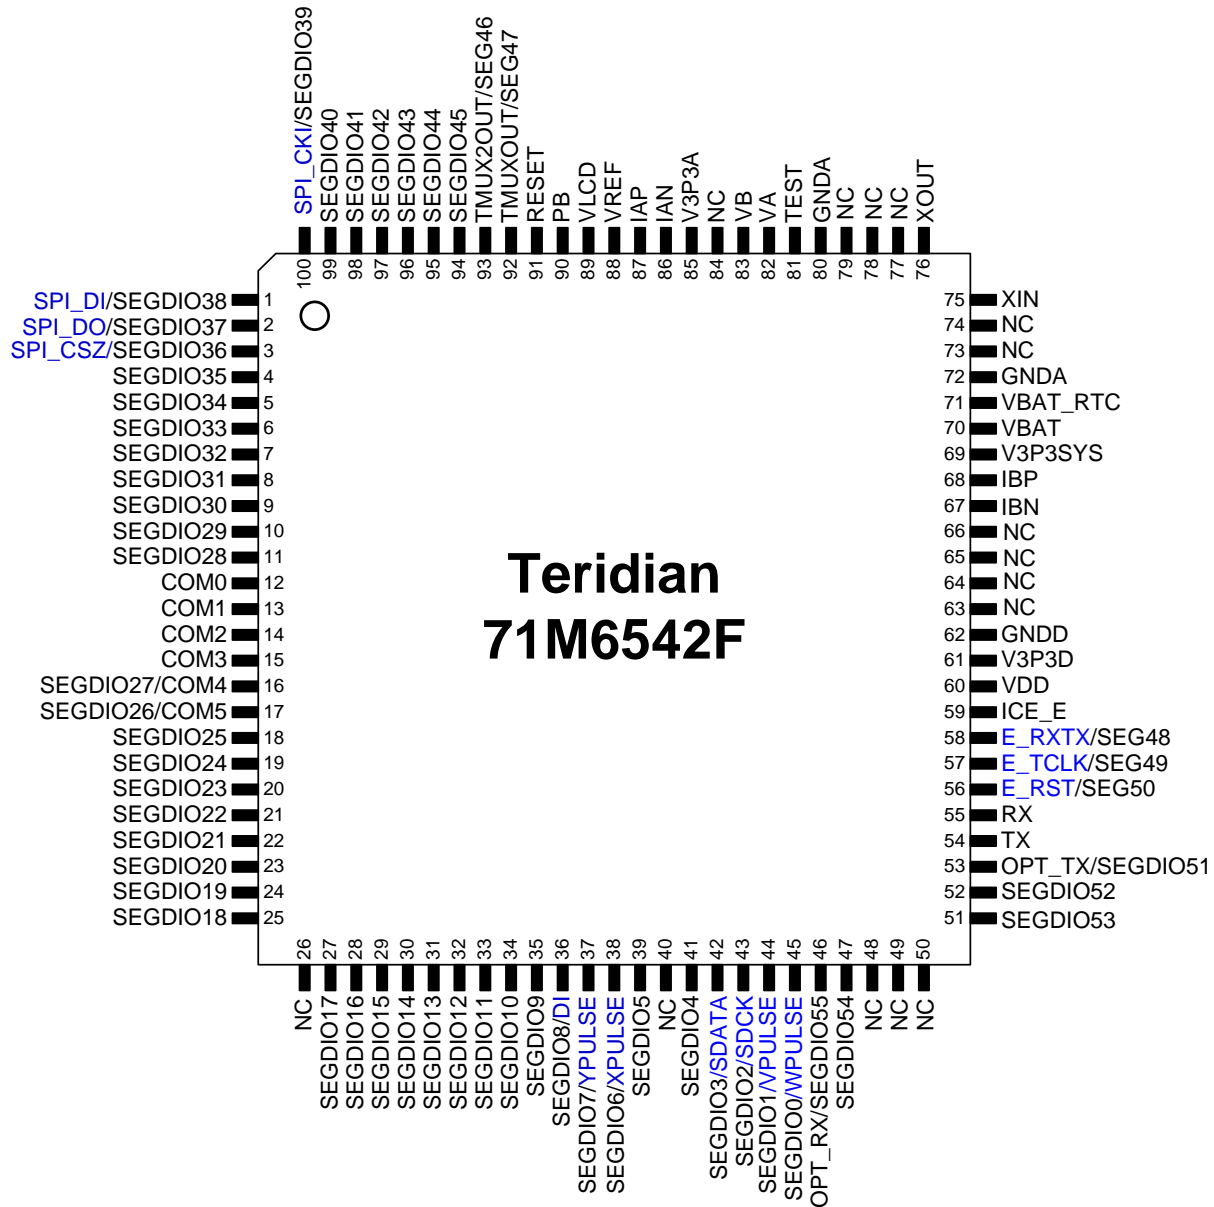 SPI_CKI/SEGDIO39
SEGDIO40
SEGDIO41
SEGDIO42
SEGDIO43
SEGDIO44
SEGDIO45
TMUX2OUT/SEG46
TMUXOUT/SEG47
RESET
PB
VLCD
VREF
IAP
IAN
V3P3A
NC
VB
VA
TEST
GNDA
NC
NC
NC
XOUT
100
99
98
97
96
95
94
93
92
91
90
89
88
87
86
85
84
83
82
81
80
79
78
77
76
SPI_DI/SEGDIO38 1
SPI_DO/SEGDIO37 2
SPI_CSZ/SEGDIO36 3
SEGDIO35 4
SEGDIO34 5
SEGDIO33 6
SEGDIO32 7
SEGDIO31 8
SEGDIO30 9
SEGDIO29 10
SEGDIO28 11
COM0 12
COM1 13
COM2 14
COM3 15
SEGDIO27/COM4 16
SEGDIO26/COM5 17
SEGDIO25 18
SEGDIO24 19
SEGDIO23 20
SEGDIO22 21
SEGDIO21 22
SEGDIO20 23
SEGDIO19 24
SEGDIO18 25
Teridian
71M6542F
75 XIN
74 NC
73 NC
72 GNDA
71 VBAT_RTC
70 VBAT
69 V3P3SYS
68 IBP
67 IBN
66 NC
65 NC
64 NC
63 NC
62 GNDD
61 V3P3D
60 VDD
59 ICE_E
58 E_RXTX/SEG48
57 E_TCLK/SEG49
56 E_RST/SEG50
55 RX
54 TX
53 OPT_TX/SEGDIO51
52 SEGDIO52
51 SEGDIO53
26
27
28
29
30
31
32
33
34
35
36
37
38
39
40
41
42
43
44
45
46
47
48
49
50
NC
SEGDIO17
SEGDIO16
SEGDIO15
SEGDIO14
SEGDIO13
SEGDIO12
SEGDIO11
SEGDIO10
SEGDIO9
SEGDIO8/DI
SEGDIO7/YPULSE
SEGDIO6/XPULSE
SEGDIO5
NC
SEGDIO4
SEGDIO3/SDATA
SEGDIO2/SDCK
SEGDIO1/VPULSE
SEGDIO0/WPULSE
OPT_RX/SEGDIO55
SEGDIO54
NC
NC
NC